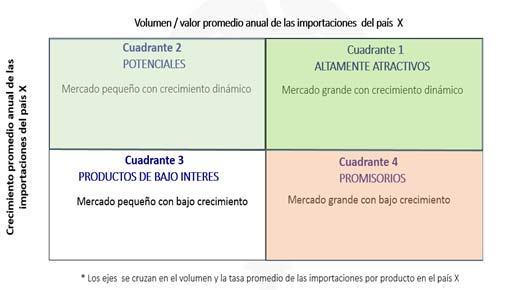 Volumen / valor promedio anual de las importaciones del país X
Crecimiento promedio anual de las
importaciones del país X
Cuadrante 2
POTENCIALES
Mercado pequeño con crecimiento dinámico
Cuadrante 1
ALTAMENTE ATRACTIVOS
Mercado grande con crecimiento dinámico
Cuadrante 3
PRODUCTOS DE BAJO INTERES
Mercado pequeño con bajo crecimiento
Cuadrante 4
PROMISORIOS
Mercado grande con bajo crecimiento
* Los ejes se cruzan en el volumen y la tasa promedio de las importaciones por producto en el país X